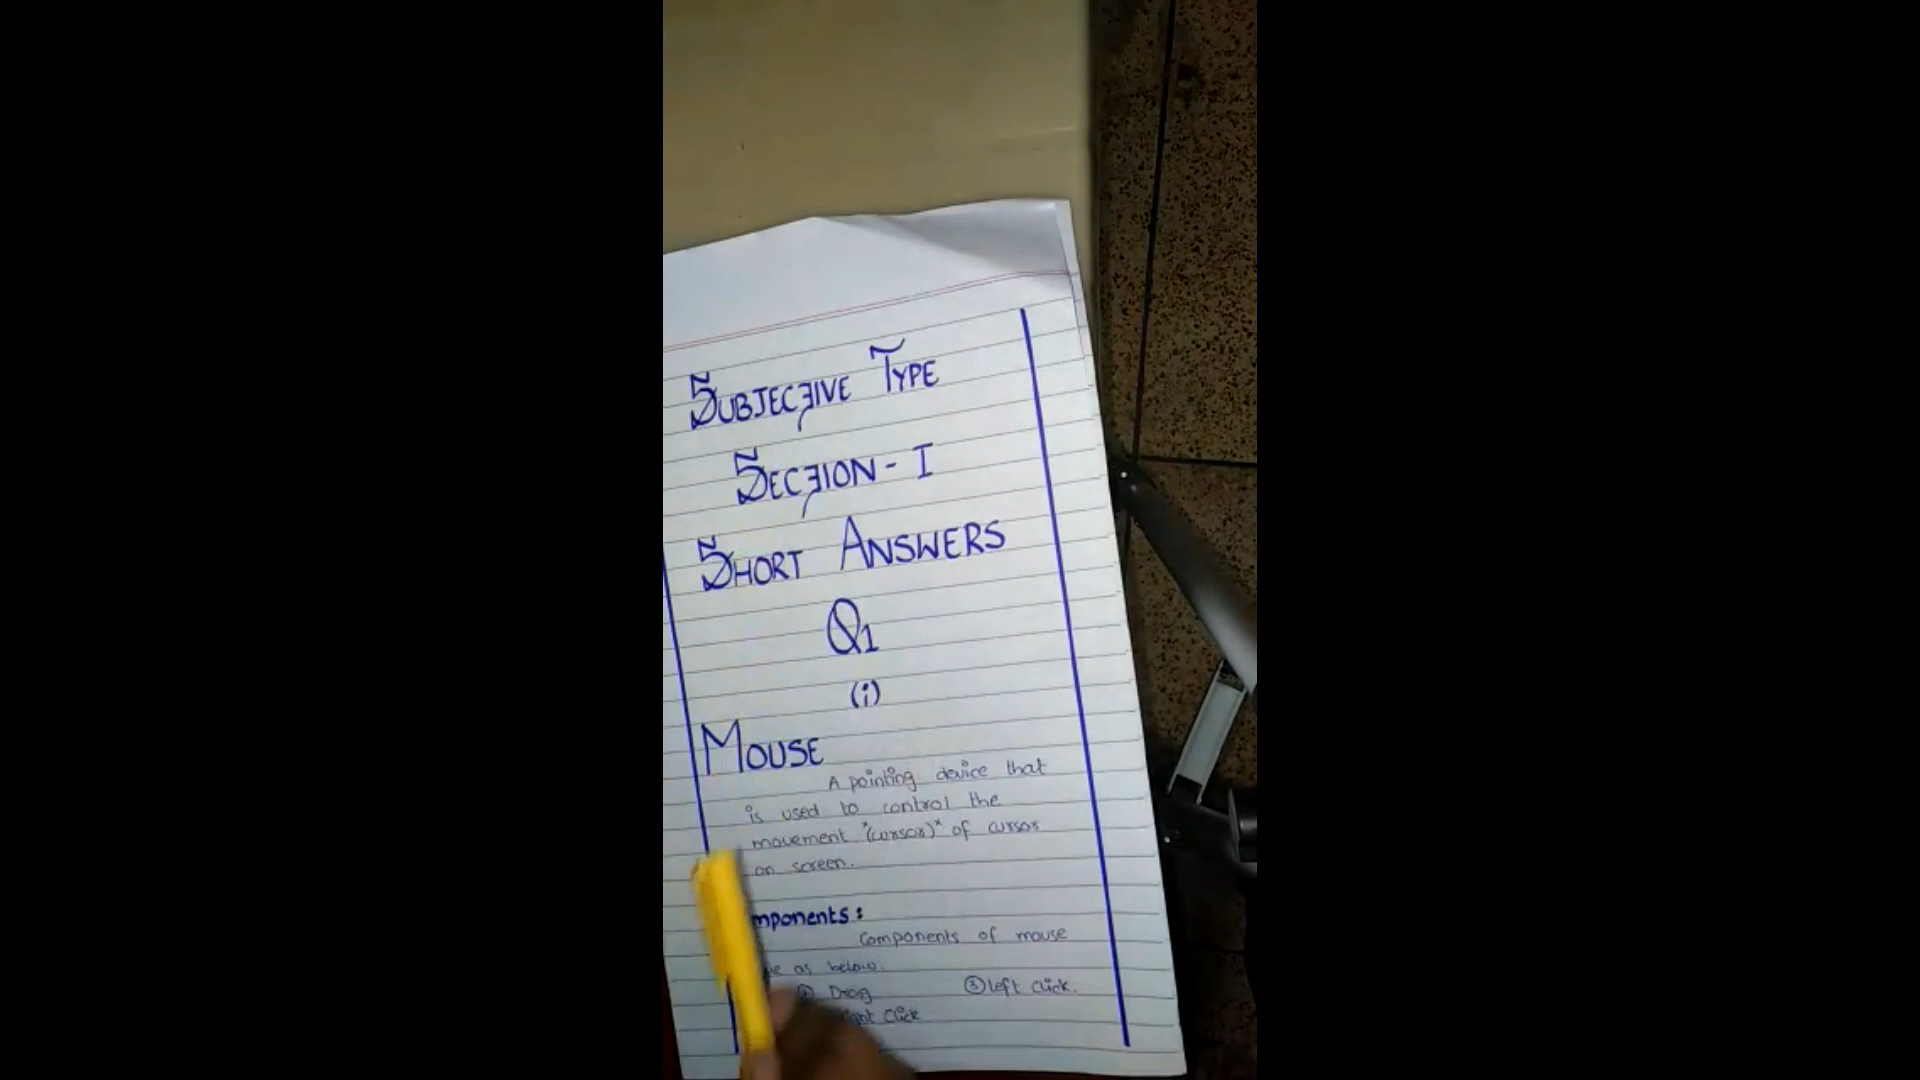 SUBJECTIVE TYPE
SECTION - I
SHORT ANSWERS
Q1
(i)
MOUSE
A pointing device that
is used to control the
movement "(cursor)" of cursor
on screen.
mponents :
Components of mouse
as below.
Drag ③ left click.
ght Click